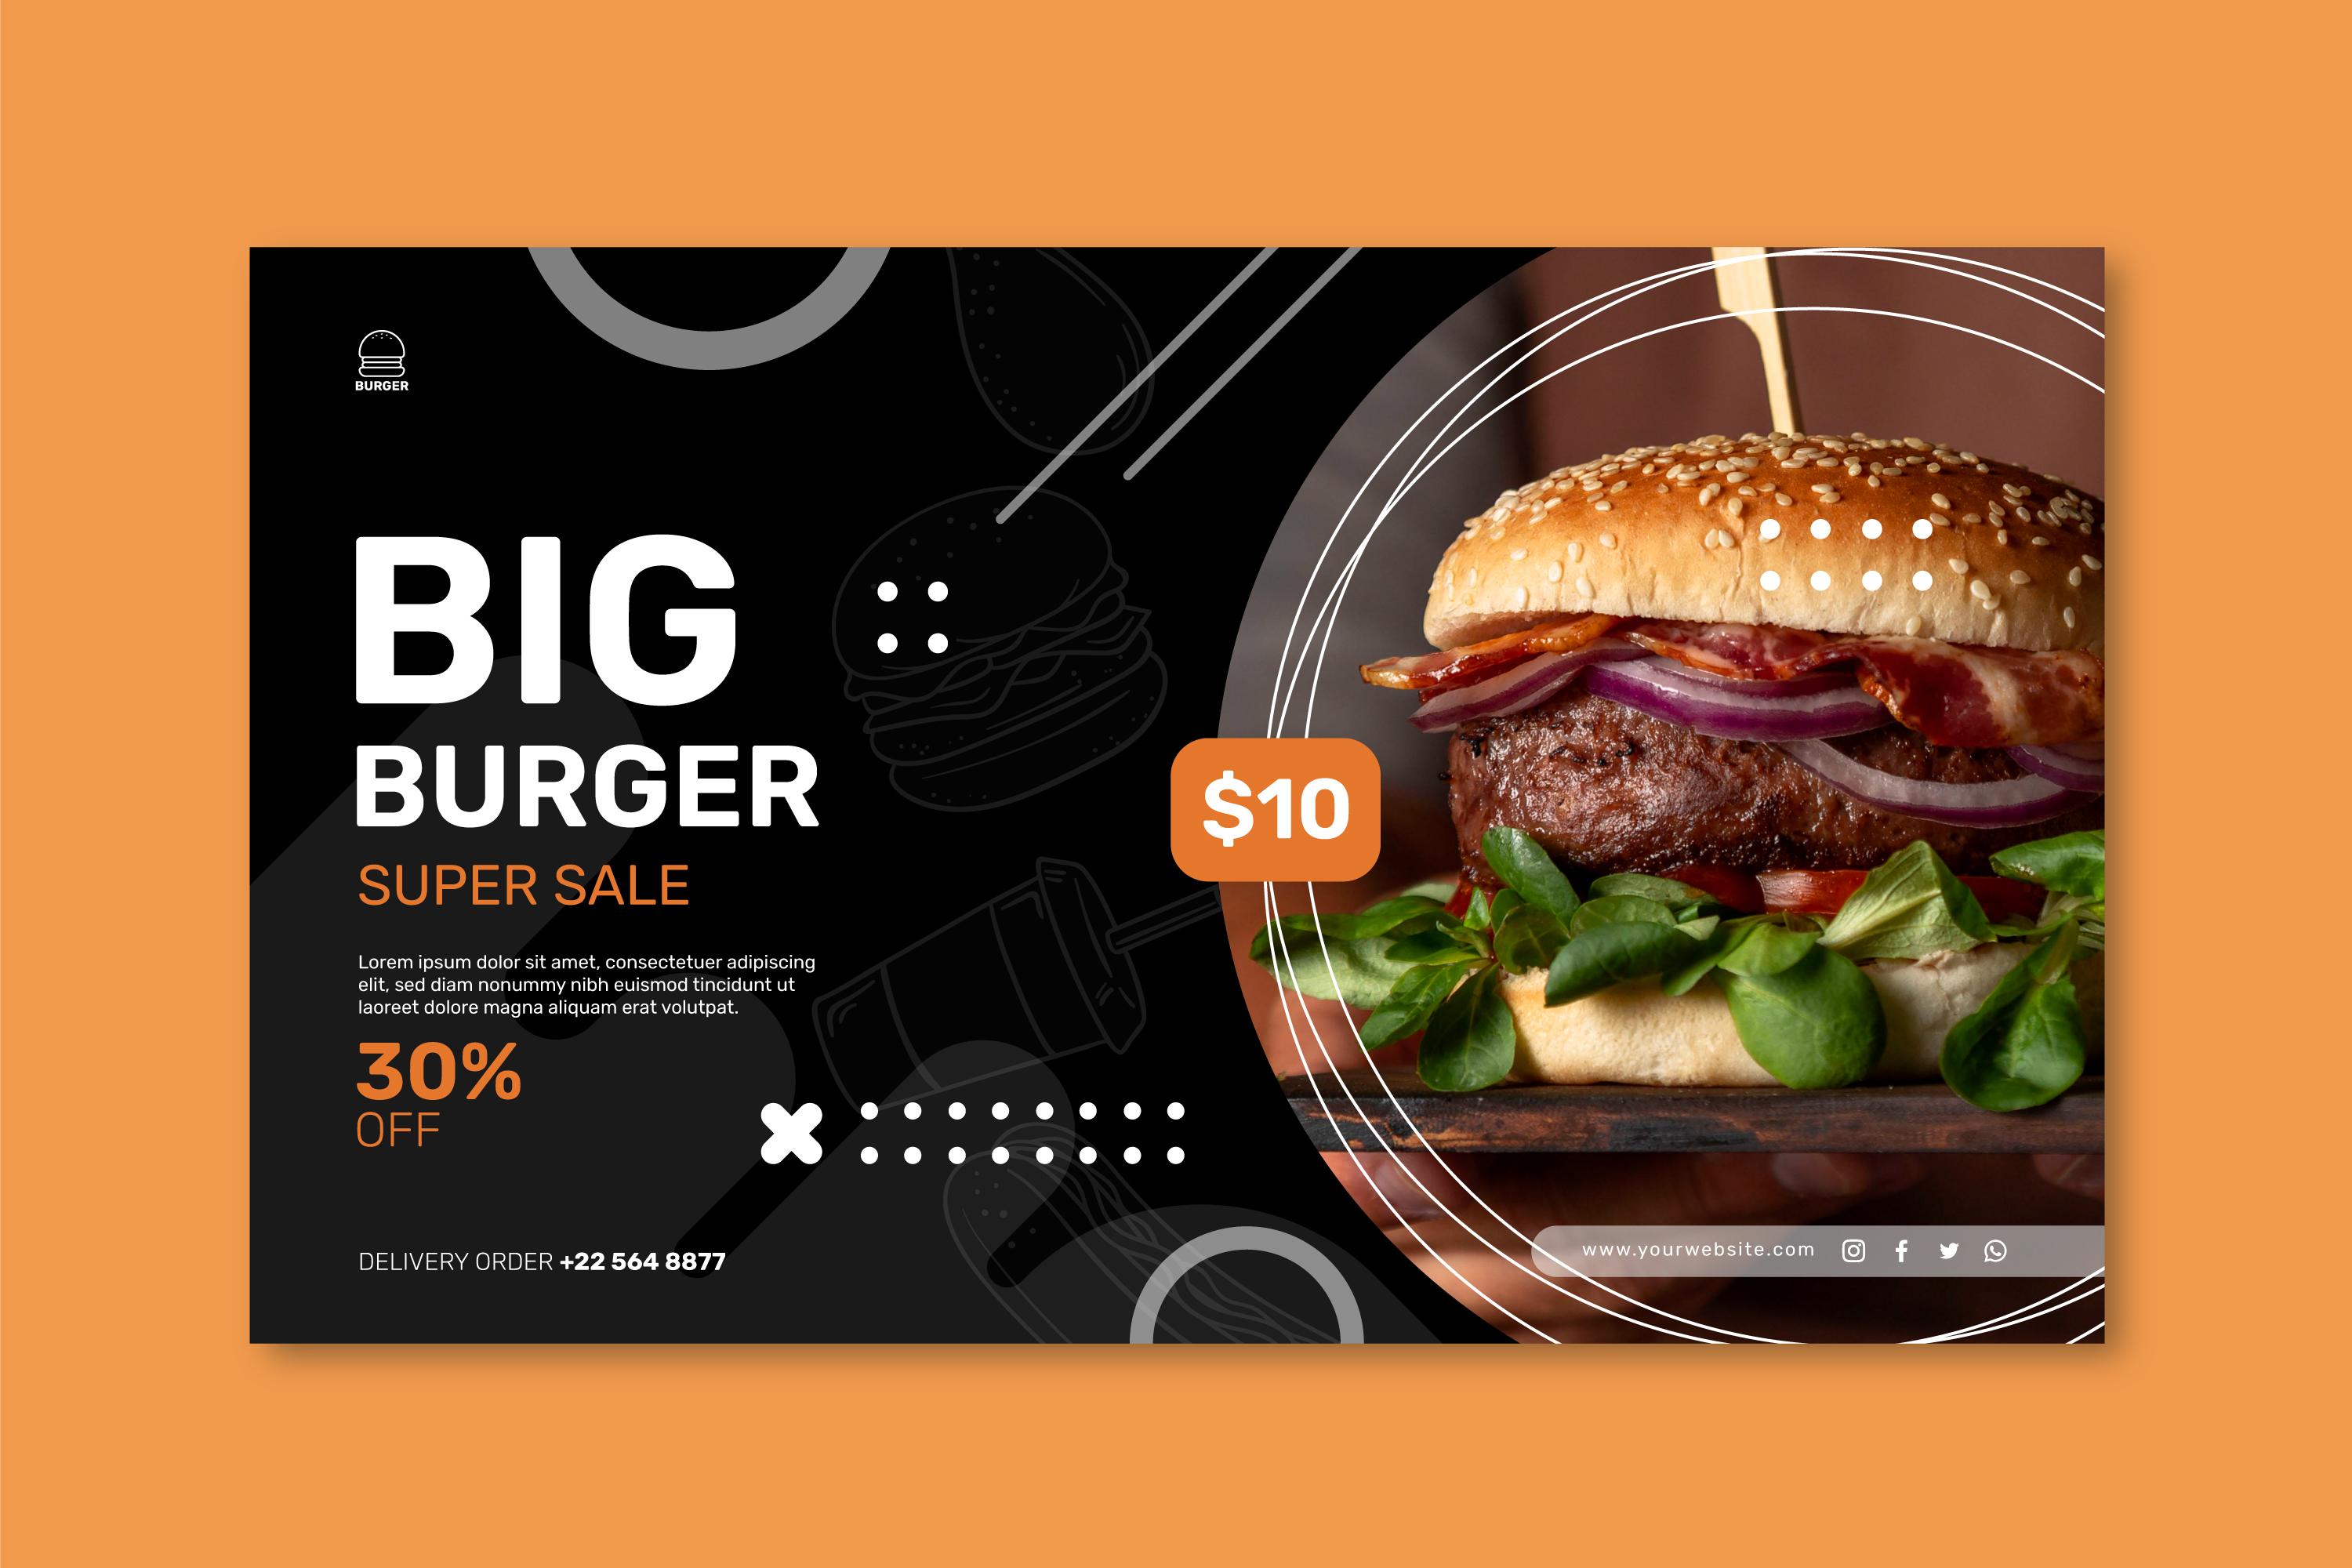 BURGER
BIG
BURGER
SUPER SALE
Lorem ipsum dolor sit amet, consectetuer adipiscing
elit, sed diam nonummy nibh euismod tincidunt ut
laoreet dolore magna aliquam erat volutpat.
30%
OFF
DELIVERY ORDER +22 564 8877
$10
www.yourwebsite.com